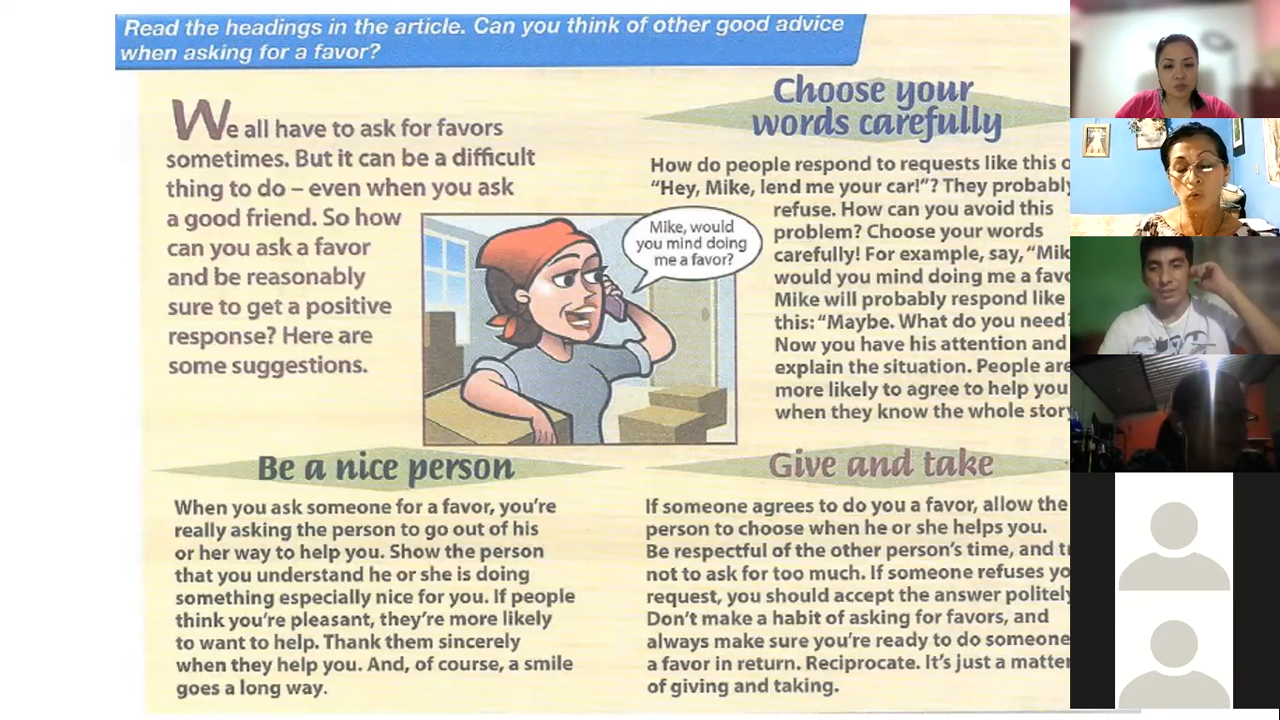 Read the headings in the article. Can you think of other good advice
when asking for a favor?
We all have to ask for favors
sometimes. But it can be a difficult
thing to do – even when you ask
a good friend. So how
can you ask a favor
and be reasonably
sure to get a positive
response? Here are
some suggestions.
Mike, would
you mind doing
me a favor?
Choose your
words carefully
How do people respond to requests like this
"Hey, Mike, lend me your car!"? They probably
refuse. How can you avoid this
problem? Choose your words
carefully! For example, say, "Mik
would you mind doing me a favo
Mike will probably respond like
this: "Maybe. What do you need?
Now you have his attention and
explain the situation. People are
more likely to agree to help you
when they know the whole story
Be a nice person
When you ask someone for a favor, you're
really asking the person to go out of his
or her way to help you. Show the person
that you understand he or she is doing
something especially nice for you. If people
think you're pleasant, they're more likely
to want to help. Thank them sincerely
when they help you. And, of course, a smile
goes a long way.
Give and take
If someone agrees to do you a favor, allow the
person to choose when he or she helps you.
Be respectful of the other person's time, and
not to ask for too much. If someone refuses yo
request, you should accept the answer politely
Don't make a habit of asking for favors, and
always make sure you're ready to do someone
a favor in return. Reciprocate. It's just a matter
of giving and taking.